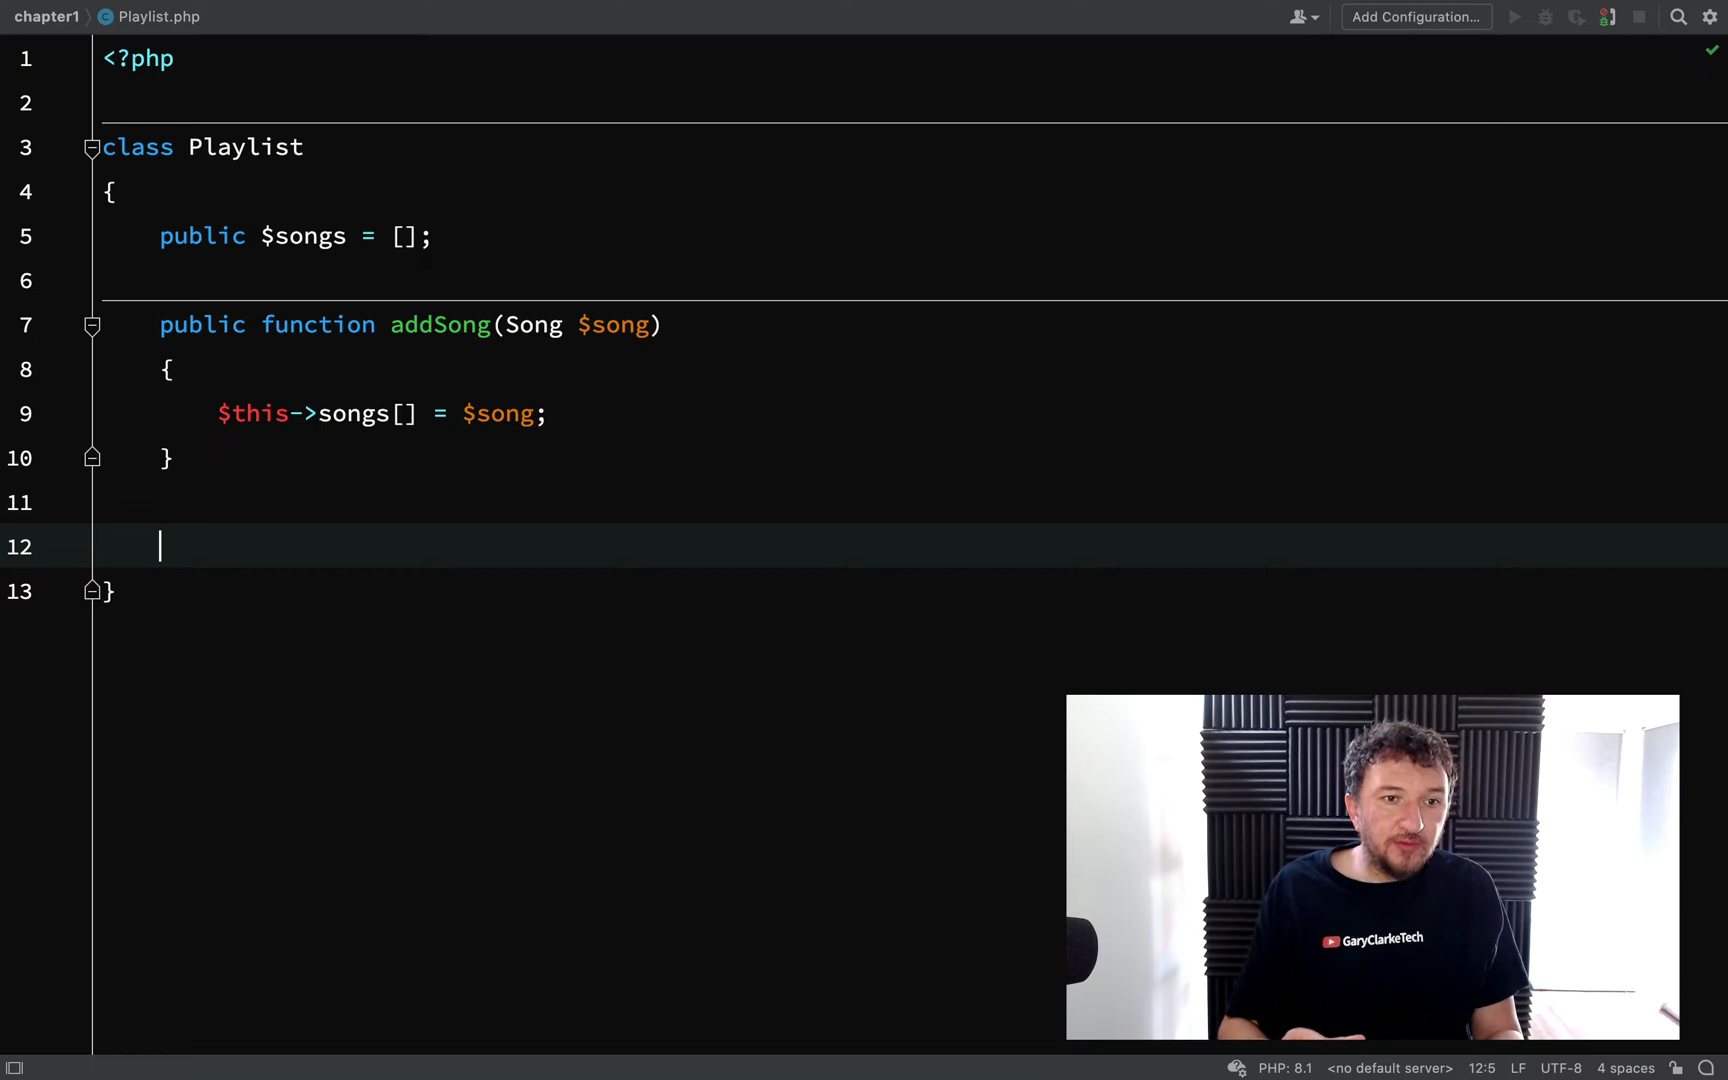 chapter1 Playlist.php Add Configuration...
1 <?php
2
3 class Playlist
4 {
5 public $songs = [];
6
7 public function addSong(Song $song)
8 {
9 $this->songs[] = $song;
10 }
11
12
13 }
GaryClarkeTech
PHP: 8.1 <no default server> 12:5 LF UTF-8 4 spaces